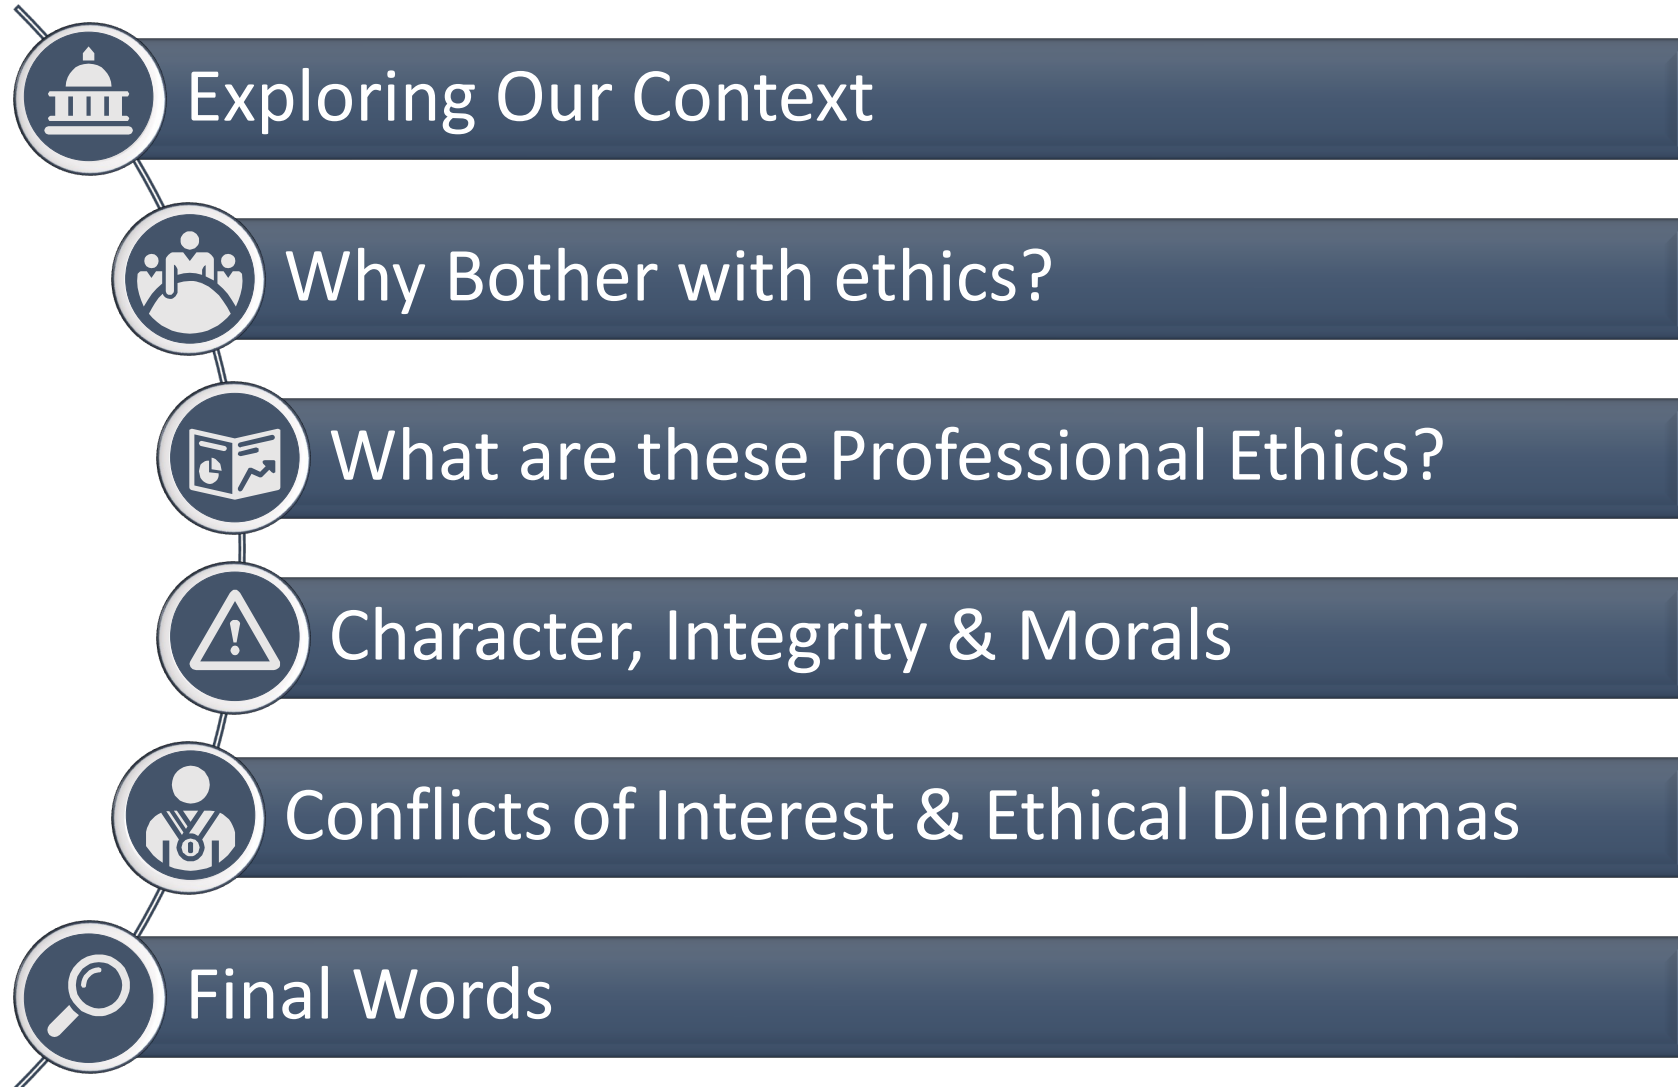 Exploring Our Context
Why Bother with ethics?
What are these Professional Ethics?
Character, Integrity & Morals
Conflicts of Interest & Ethical Dilemmas
Final Words